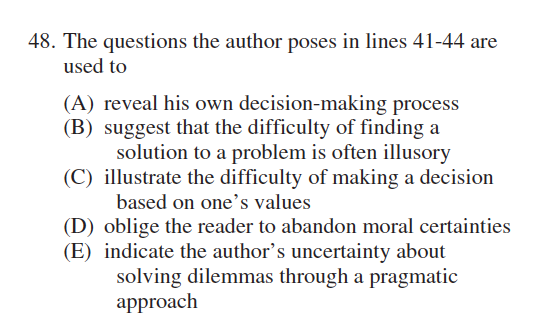 48. The questions the author poses in lines 41-44 are
used to
(A) reveal his own decision-making process
(B) suggest that the difficulty of finding a
solution to a problem is often illusory
(C) illustrate the difficulty of making a decision
based on one’s values
(D) oblige the reader to abandon moral certainties
(E) indicate the author’s uncertainty about
solving dilemmas through a pragmatic
approach